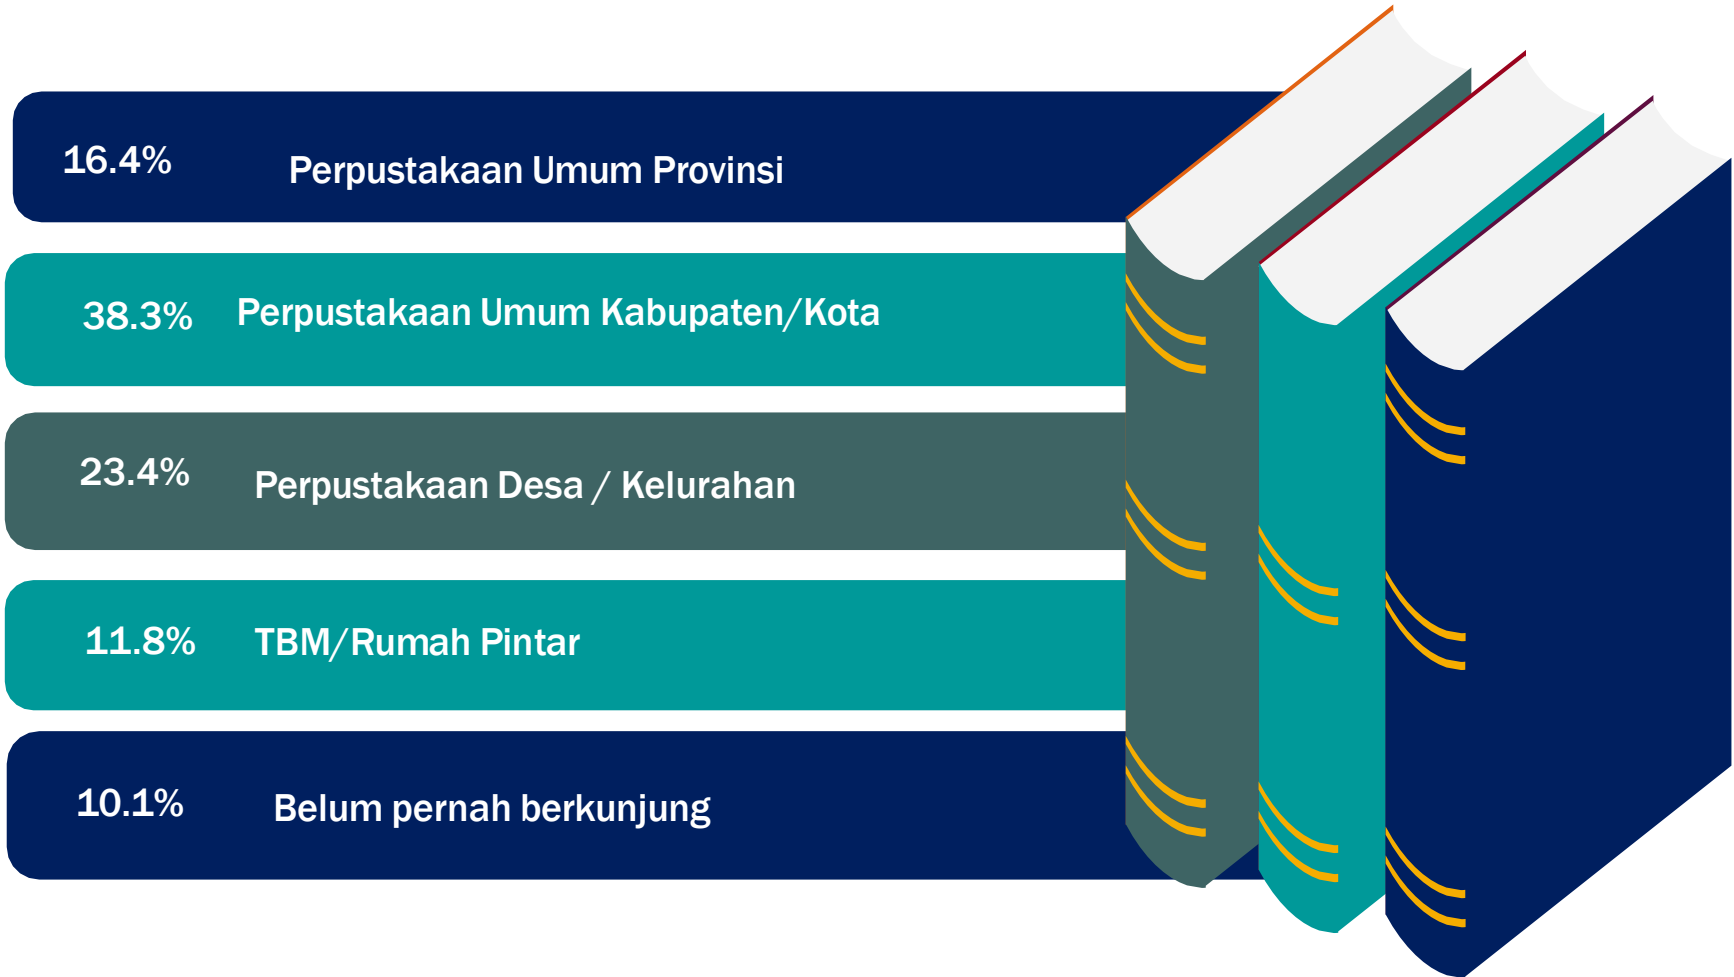 16.4% Perpustakaan Umum Provinsi
38.3% Perpustakaan Umum Kabupaten/Kota
23.4% Perpustakaan Desa / Kelurahan
11.8% TBM/Rumah Pintar
10.1% Belum pernah berkunjung